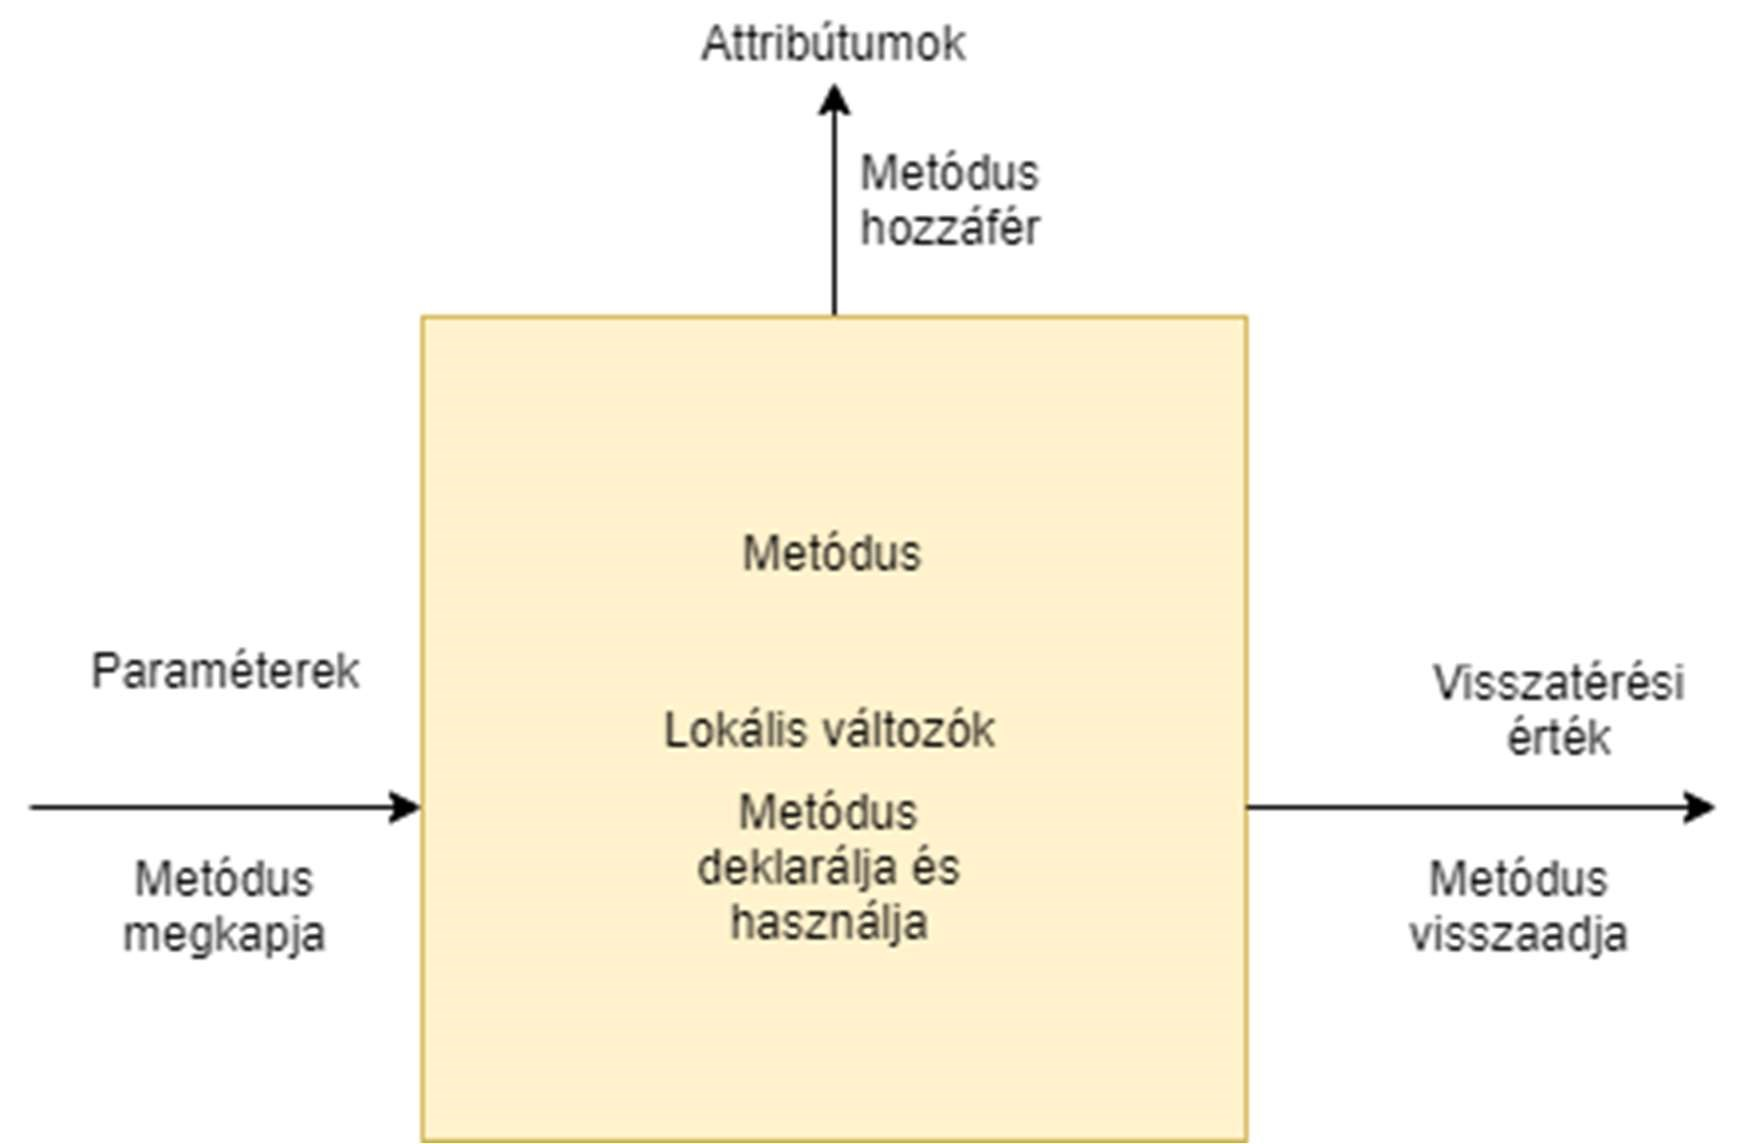 Attribútumok
Metódus
hozzáfér
Metódus
Paraméterek
Lokális változók
Visszatérési
érték
Metódus
deklarálja és
használja
Metódus
megkapja
Metódus
visszaadja